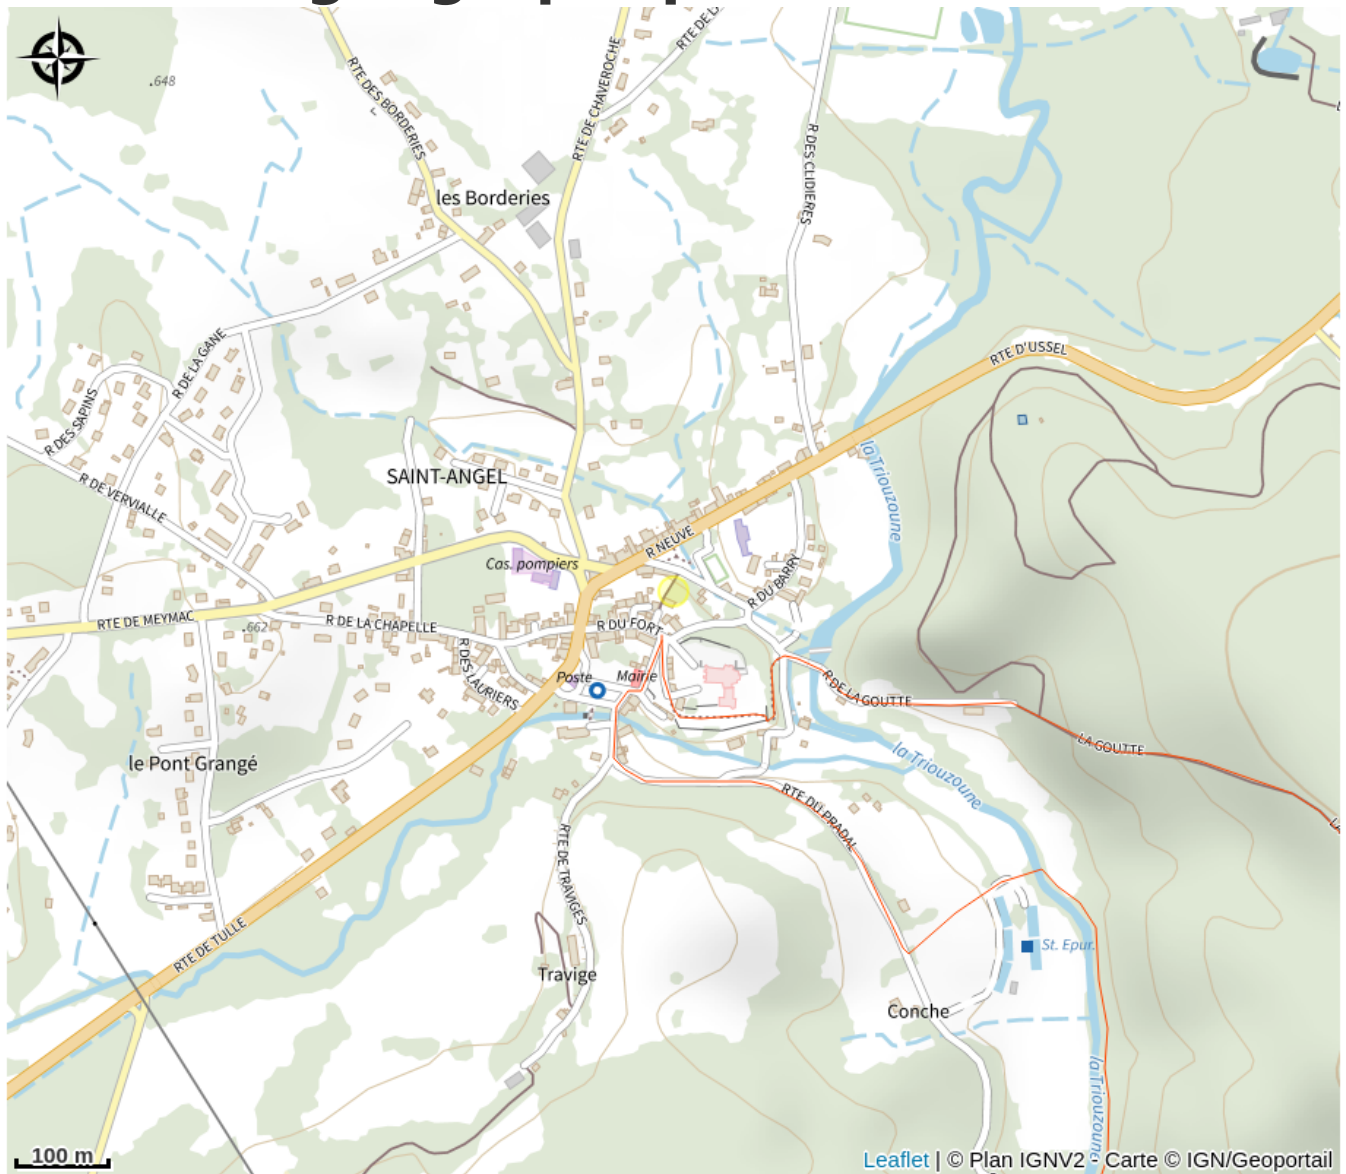 .648
RTE DES BORDERIES
RTE DE CHAVEROCHE
RTE DE L
R DES CLIDIERES
les Borderies
R DE LA GANE
RTE D'USSEL
R DES SAPINS
R DE VERVIALLE
SAINT-ANGEL
la Triouzoune
R NEUVE
Cas. pompiers
R DU BARRY
RTE DE MEYMAC
.662
R DE LA CHAPELLE
R DU FORT
R DES LAURIERS
Poste
Mairie
R DE LA GOUTTE
LA GOUTTE
LA
le Pont Grangé
la Triouzoune
RTE DU PRADAL
RTE DE TRAVIGES
RTE DE TULLE
St. Epur.
Travige
Conche
la Triouzoune
100 m
Leaflet | © Plan IGNV2 - Carte © IGN/Geoportail